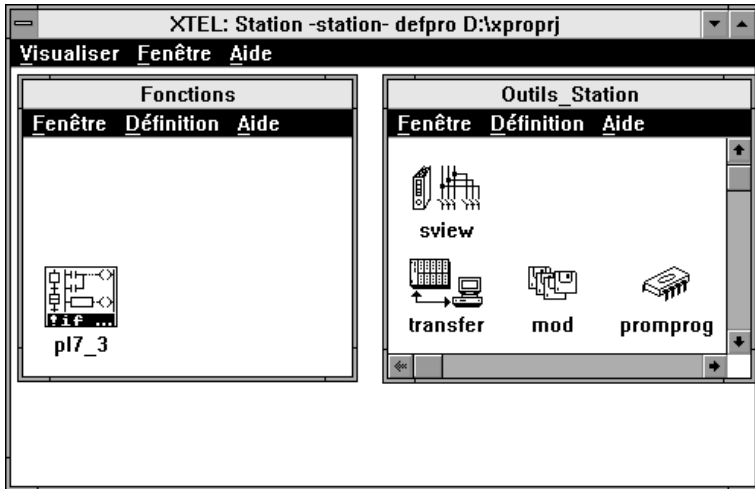 XTEL: Station -station- defpro D:\xproprj
Visualiser Fenêtre Aide
Fonctions
Fenêtre Définition Aide
!if ...
pl7_3
Outils_Station
Fenêtre Définition Aide
sview
transfer mod promprog